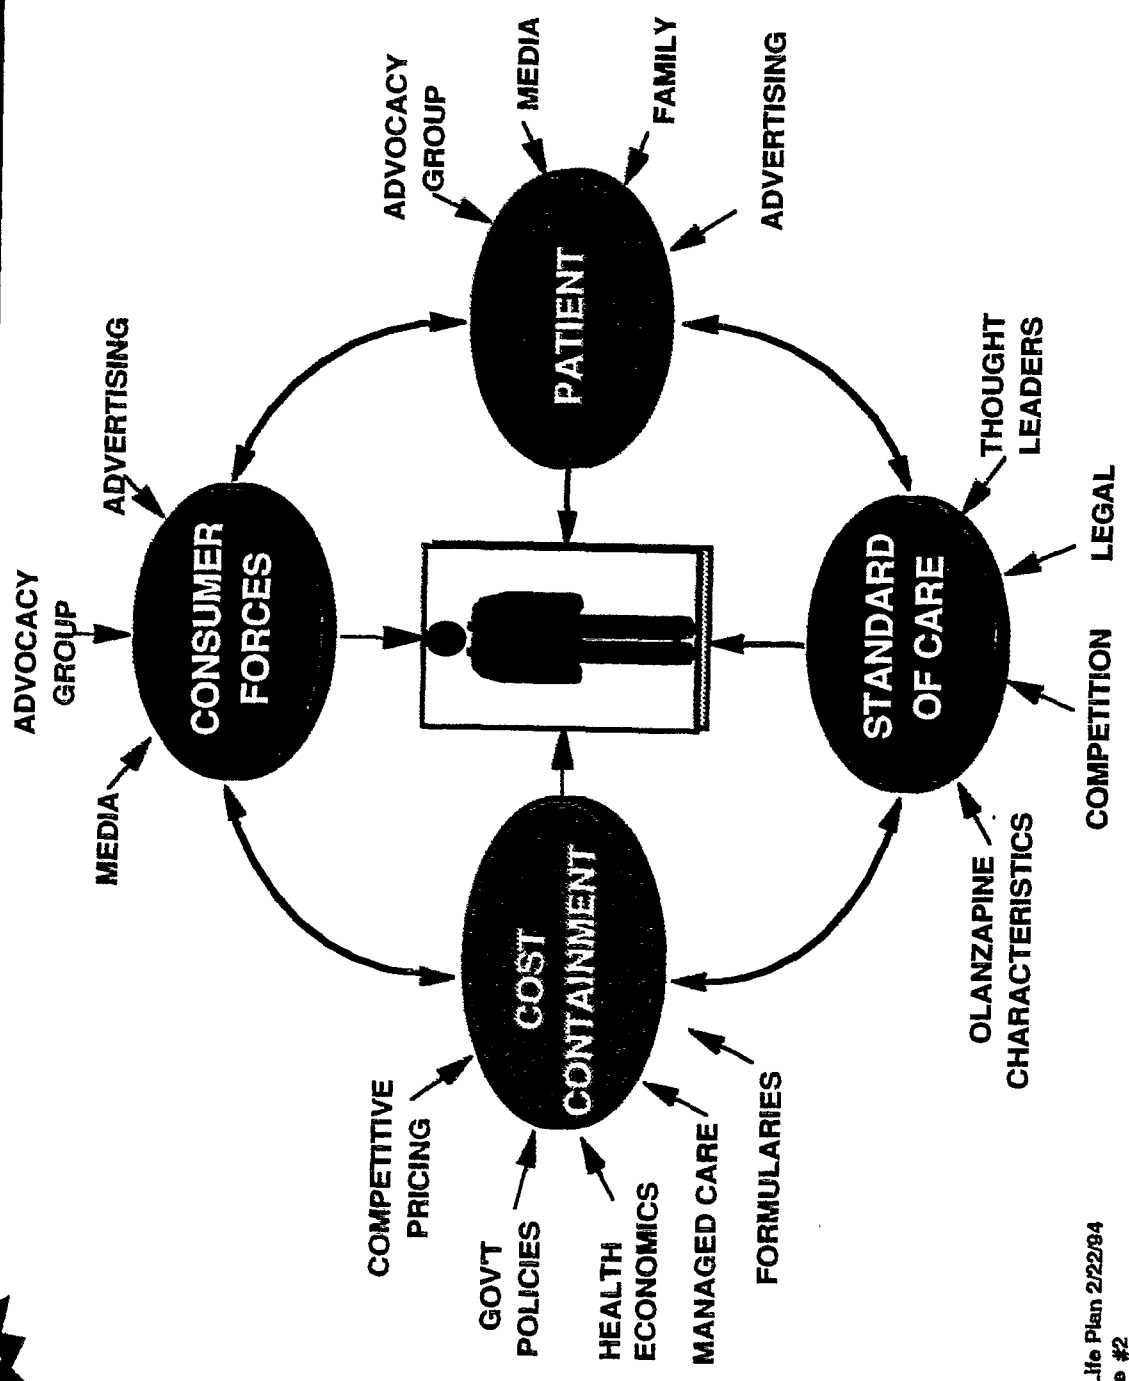 ADVOCACY
GROUP
MEDIA
ADVERTISING
CONSUMER
FORCES
COMPETITIVE
PRICING
GOV'T
POLICIES
HEALTH
ECONOMICS
MANAGED CARE
FORMULARIES
COST
CONTAINMENT
ADVOCACY
GROUP
MEDIA
FAMILY
ADVERTISING
PATIENT
STANDARD
OF CARE
OLANZAPINE
CHARACTERISTICS
COMPETITION
LEGAL
THOUGHT
LEADERS
Life Plan 2/22/94
#2